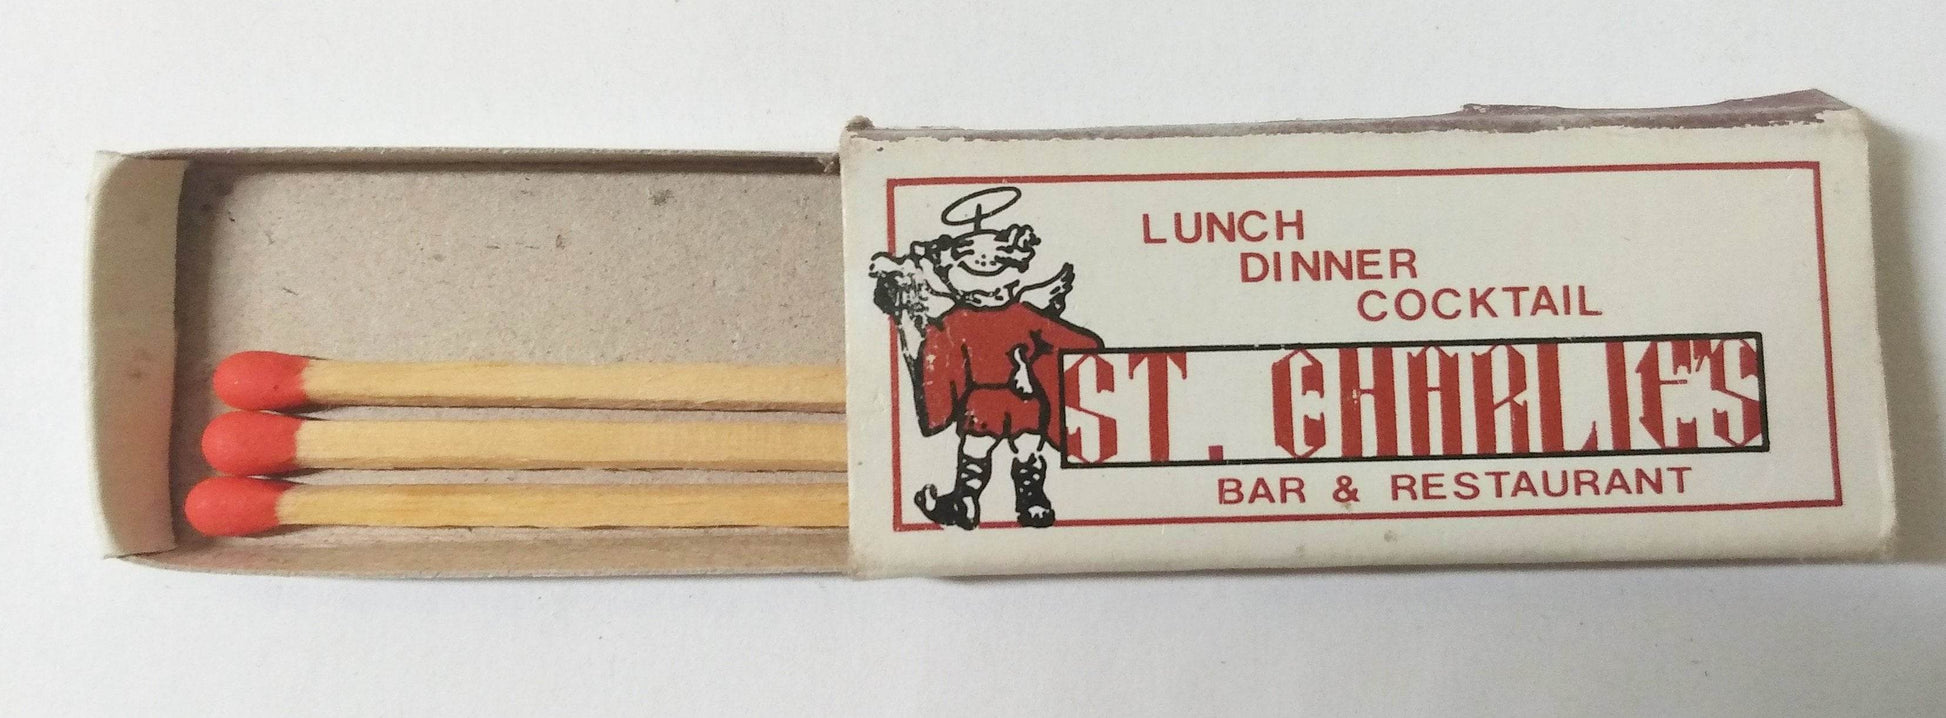 LUNCH
DINNER
COCKTAIL
ST. CHARLIE'S
BAR & RESTAURANT